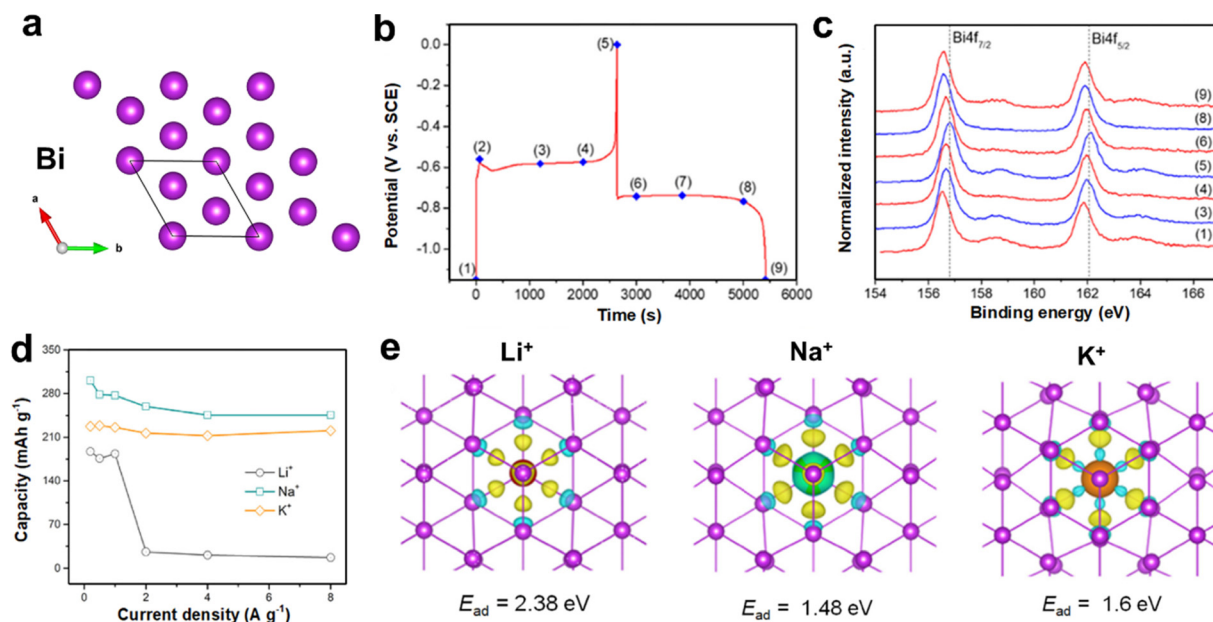 a
Bi
a
b
b
Potential (V vs. SCE)
0.0
-0.2
-0.4
-0.6
-0.8
-1.0
(1)
(2)
(3)
(4)
(5)
(6)
(7)
(8)
(9)
0 1000 2000 3000 4000 5000 6000
Time (s)
c
Normalized intensity (a.u.)
Bi4f7/2
Bi4f5/2
(9)
(8)
(6)
(5)
(4)
(3)
(1)
154 156 158 160 162 164 166
Binding energy (eV)
d
Capacity (mAh g-1)
350
280
210
140
70
0
Li+
Na+
K+
0 2 4 6 8
Current density (A g-1)
e
Li+
Na+
K+
Ead = 2.38 eV
Ead = 1.48 eV
Ead = 1.6 eV